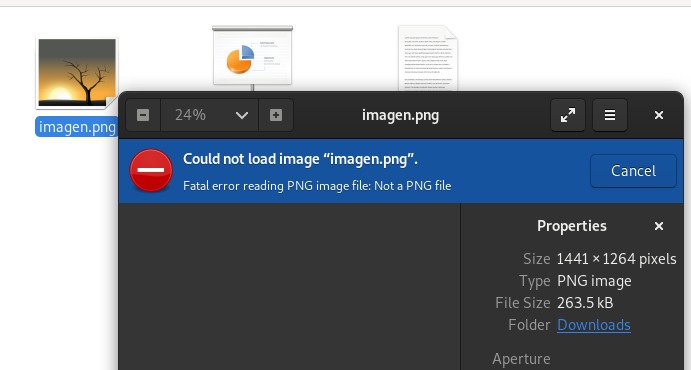 imagen.png
24%
imagen.png
Could not load image “imagen.png”.
Fatal error reading PNG image file: Not a PNG file
Cancel
Properties
Size 1441 × 1264 pixels
Type PNG image
File Size 263.5 kB
Folder Downloads
Aperture